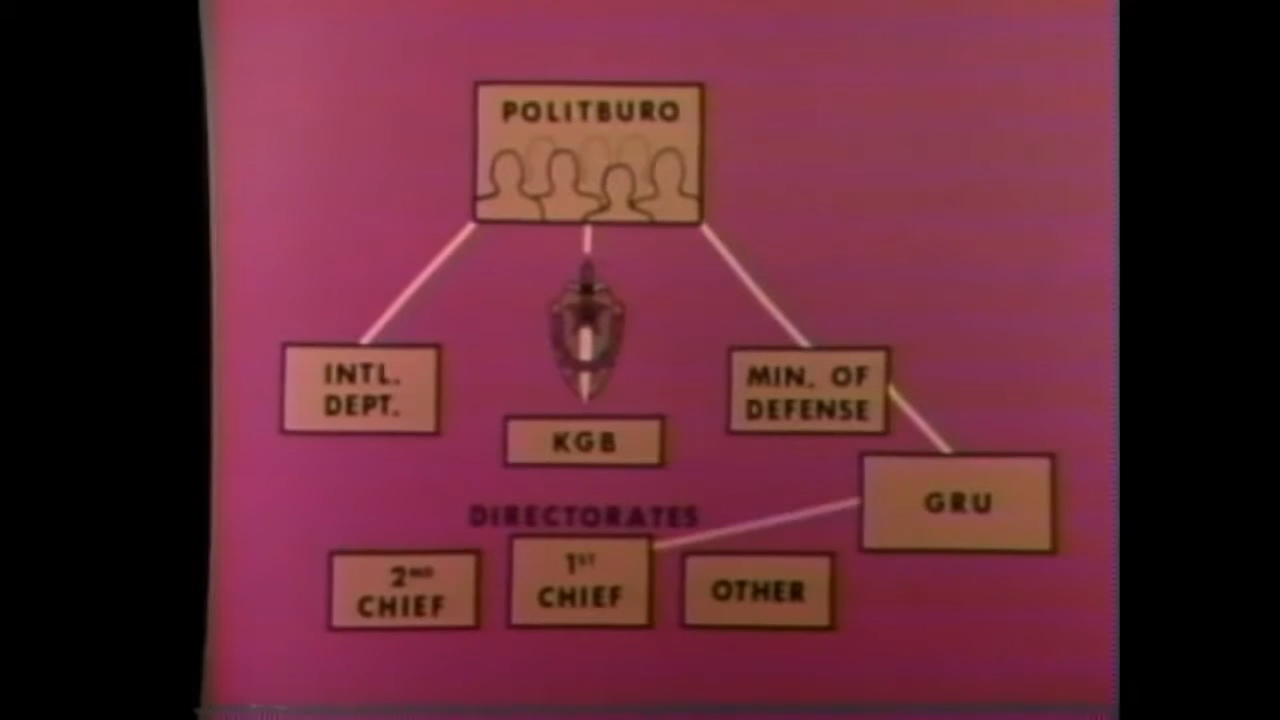 POLITBURO
INTL.
DEPT.
KGB
MIN. OF
DEFENSE
GRU
DIRECTORATES
2ND
CHIEF
1ST
CHIEF
OTHER